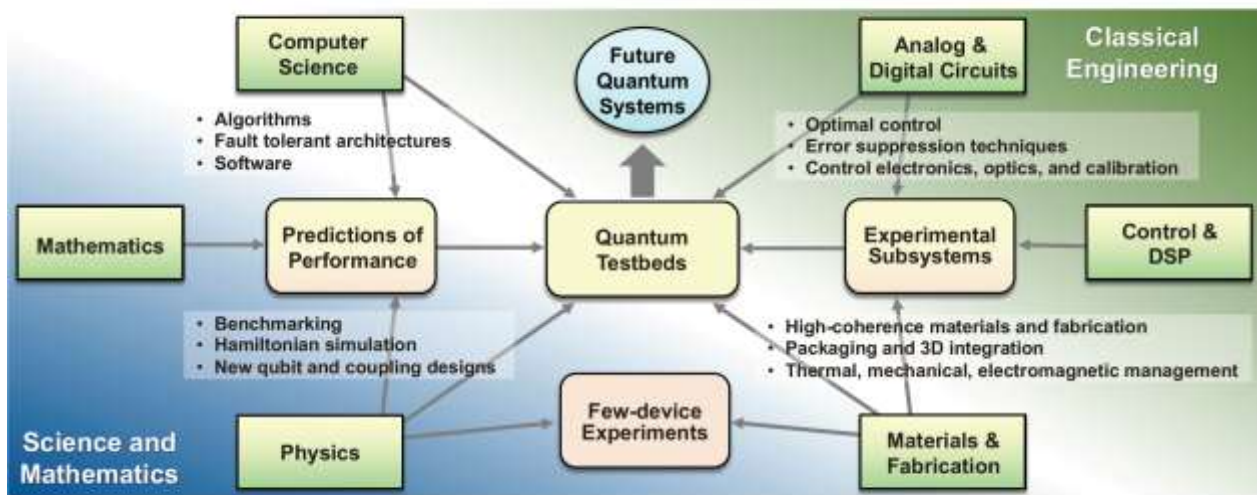 Computer
Science
Future
Quantum
Systems
Analog &
Digital Circuits
Classical
Engineering
• Algorithms
• Fault tolerant architectures
• Software
• Optimal control
• Error suppression techniques
• Control electronics, optics, and calibration
Mathematics
Predictions of
Performance
Quantum
Testbeds
Experimental
Subsystems
Control &
DSP
• Benchmarking
• Hamiltonian simulation
• New qubit and coupling designs
• High-coherence materials and fabrication
• Packaging and 3D integration
• Thermal, mechanical, electromagnetic management
Science and
Mathematics
Physics
Few-device
Experiments
Materials &
Fabrication